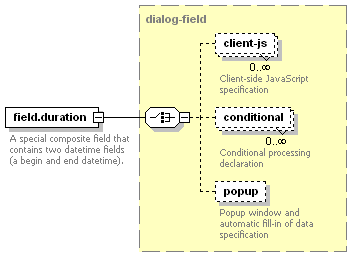 dialog-field
client-js
0..∞
Client-side JavaScript
specification
field.duration
A special composite field that
contains two datetime fields
(a begin and end datetime).
conditional
0..∞
Conditional processing
declaration
popup
Popup window and
automatic fill-in of data
specification